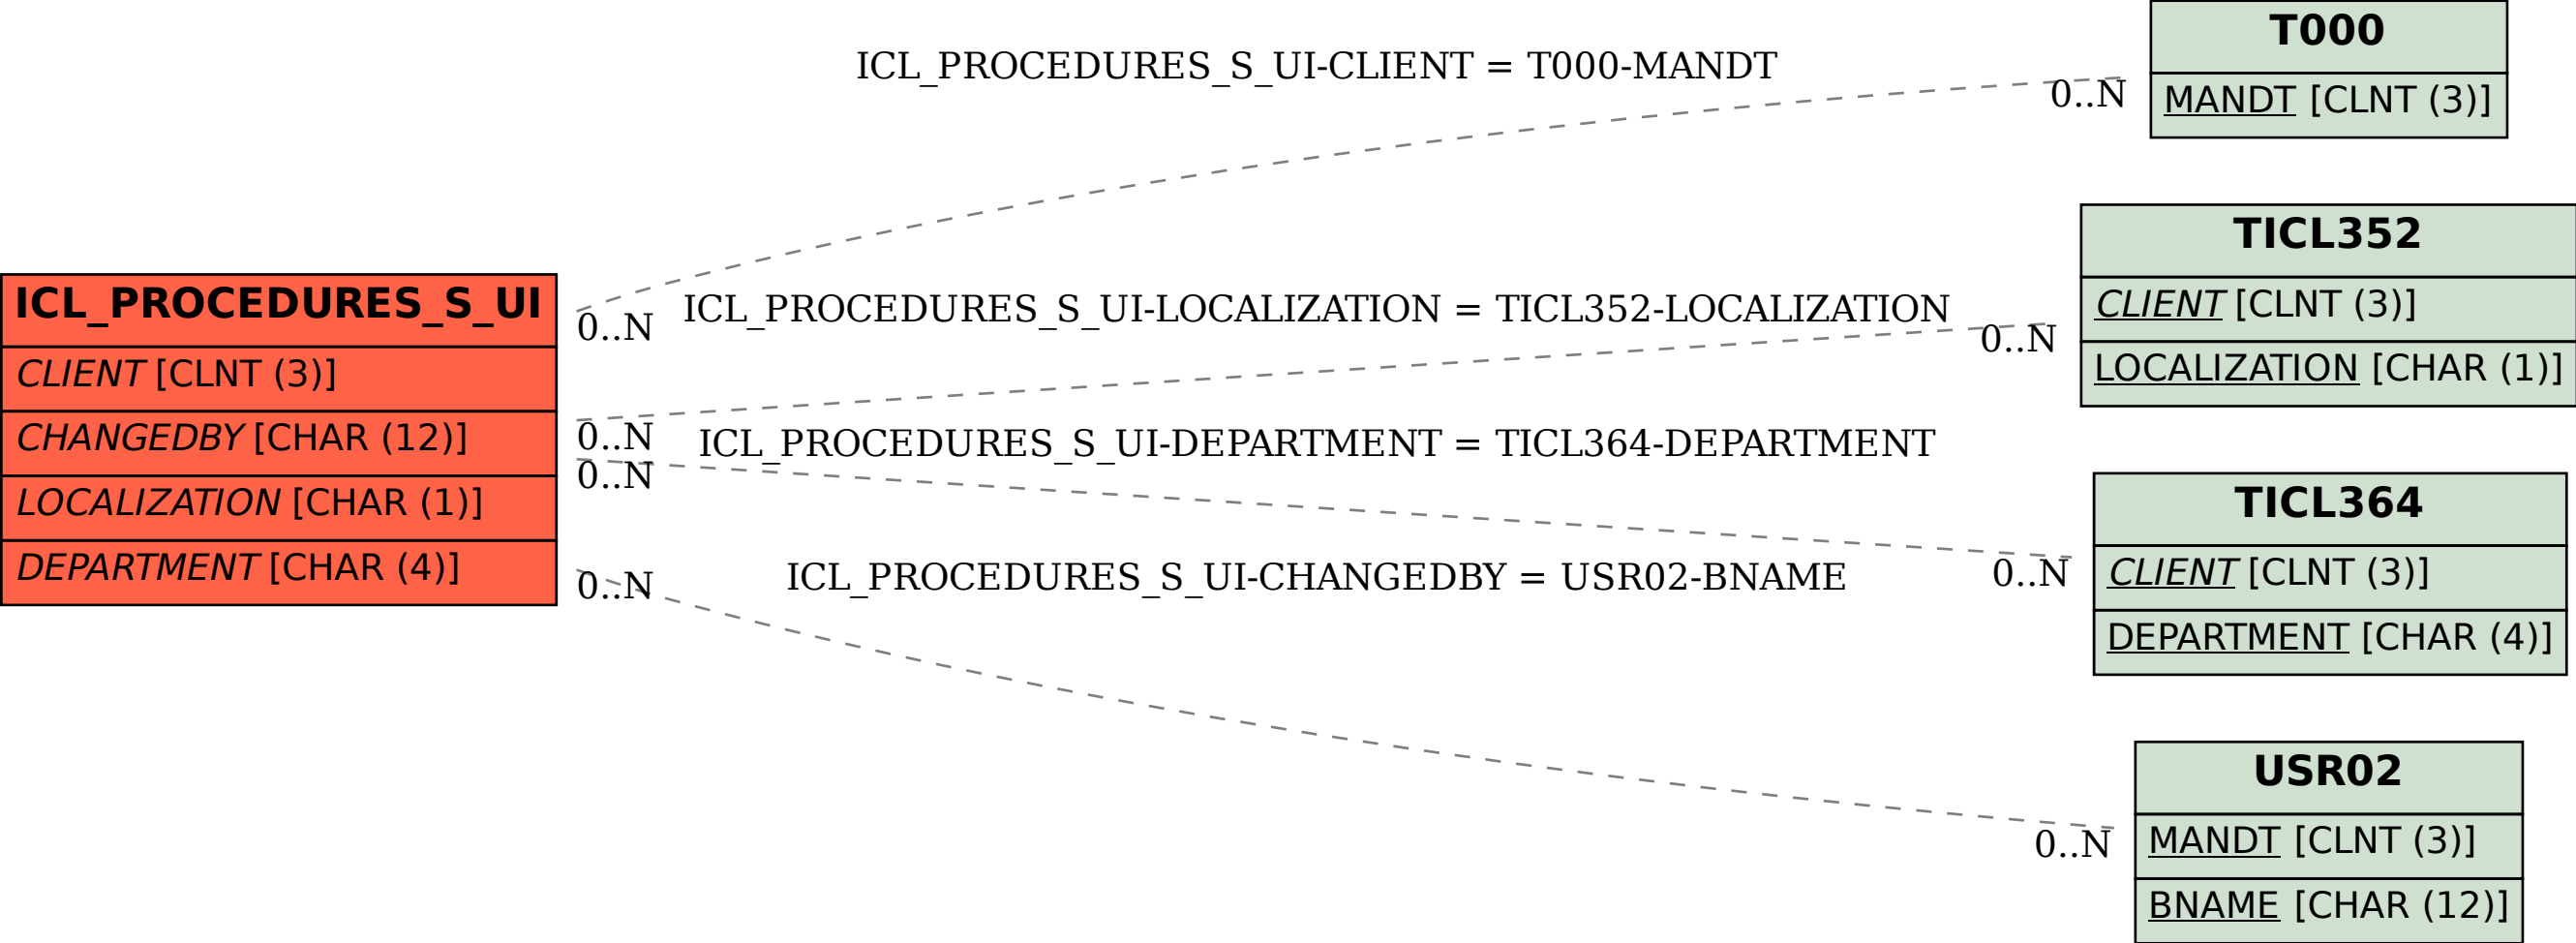 ICL_PROCEDURES_S_UI
CLIENT [CLNT (3)]
CHANGEDBY [CHAR (12)]
LOCALIZATION [CHAR (1)]
DEPARTMENT [CHAR (4)]
ICL_PROCEDURES_S_UI-CLIENT = T000-MANDT
0..N
0..N
ICL_PROCEDURES_S_UI-LOCALIZATION = TICL352-LOCALIZATION
0..N
0..N
ICL_PROCEDURES_S_UI-DEPARTMENT = TICL364-DEPARTMENT
0..N
0..N
ICL_PROCEDURES_S_UI-CHANGEDBY = USR02-BNAME
0..N
0..N
T000
MANDT [CLNT (3)]
TICL352
CLIENT [CLNT (3)]
LOCALIZATION [CHAR (1)]
TICL364
CLIENT [CLNT (3)]
DEPARTMENT [CHAR (4)]
USR02
MANDT [CLNT (3)]
BNAME [CHAR (12)]